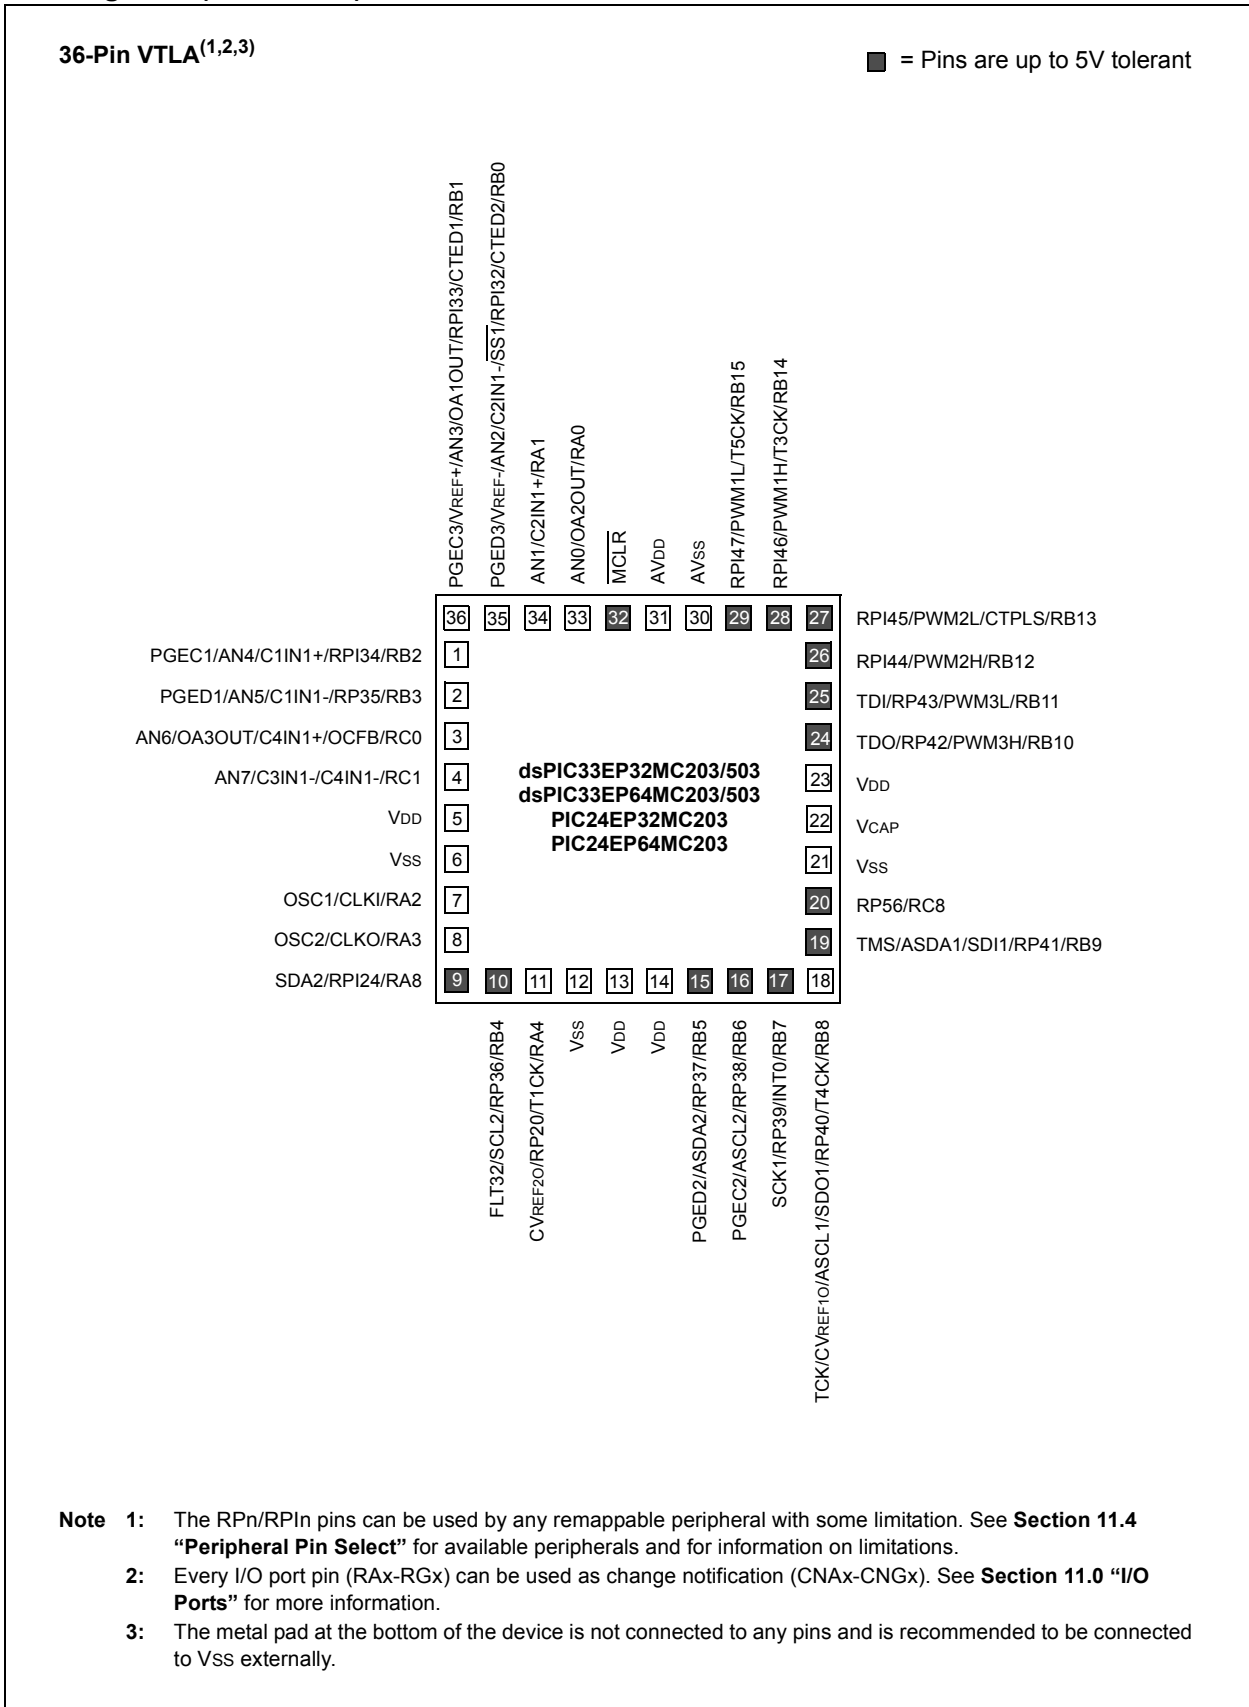 36-Pin VTLA(1,2,3)
= Pins are up to 5V tolerant
PGEC3/VREF+/AN3/OA1OUT/RPI33/CTED1/RB1
PGED3/VREF-/AN2/C2IN1-/SS1/RPI32/CTED2/RB0
AN1/C2IN1+/RA1
AN0/OA2OUT/RA0
MCLR
AVDD
AVSS
RPI47/PWM1L/T5CK/RB15
RPI46/PWM1H/T3CK/RB14
36 35 34 33 32 31 30 29 28 27
RPI45/PWM2L/CTPLS/RB13
PGEC1/AN4/C1IN1+/RPI34/RB2 1
26 RPI44/PWM2H/RB12
PGED1/AN5/C1IN1-/RP35/RB3 2
25 TDI/RP43/PWM3L/RB11
AN6/OA3OUT/C4IN1+/OCFB/RC0 3
24 TDO/RP42/PWM3H/RB10
AN7/C3IN1-/C4IN1-/RC1 4
dsPIC33EP32MC203/503
dsPIC33EP64MC203/503
PIC24EP32MC203
PIC24EP64MC203
23 VDD
VDD 5
22 VCAP
VSS 6
21 VSS
OSC1/CLKI/RA2 7
20 RP56/RC8
OSC2/CLKO/RA3 8
19 TMS/ASDA1/SDI1/RP41/RB9
SDA2/RPI24/RA8
9 10 11 12 13 14 15 16 17 18
FLT32/SCL2/RP36/RB4
CVREF2O/RP20/T1CK/RA4
VSS
VDD
VDD
PGED2/ASDA2/RP37/RB5
PGEC2/ASCL2/RP38/RB6
SCK1/RP39/INT0/RB7
TCK/CVREF1O/ASCL1/SDO1/RP40/T4CK/RB8
Note 1: The RPn/RPIn pins can be used by any remappable peripheral with some limitation. See Section 11.4
“Peripheral Pin Select” for available peripherals and for information on limitations.
2: Every I/O port pin (RAx-RGx) can be used as change notification (CNAx-CNGx). See Section 11.0 “I/O
Ports” for more information.
3: The metal pad at the bottom of the device is not connected to any pins and is recommended to be connected
to VSS externally.